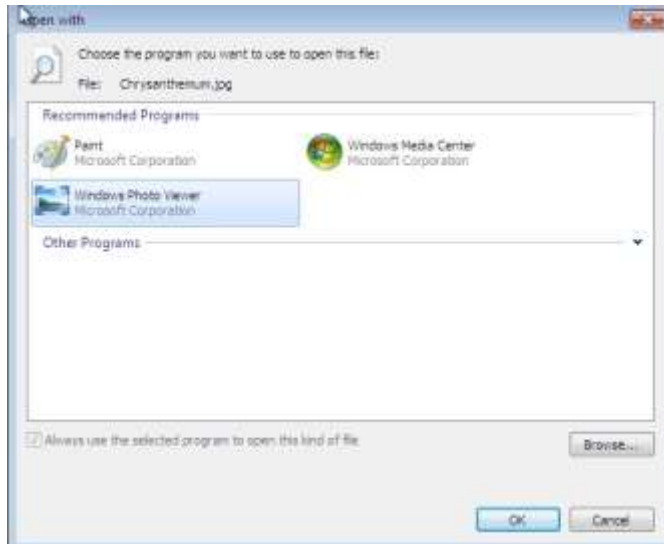 Open with
Choose the program you want to use to open this file:
File: Chrysanthemum.jpg
Recommended Programs
Paint
Microsoft Corporation
Windows Media Center
Microsoft Corporation
Windows Photo Viewer
Microsoft Corporation
Other Programs
Always use the selected program to open this kind of file
Browse...
OK
Cancel